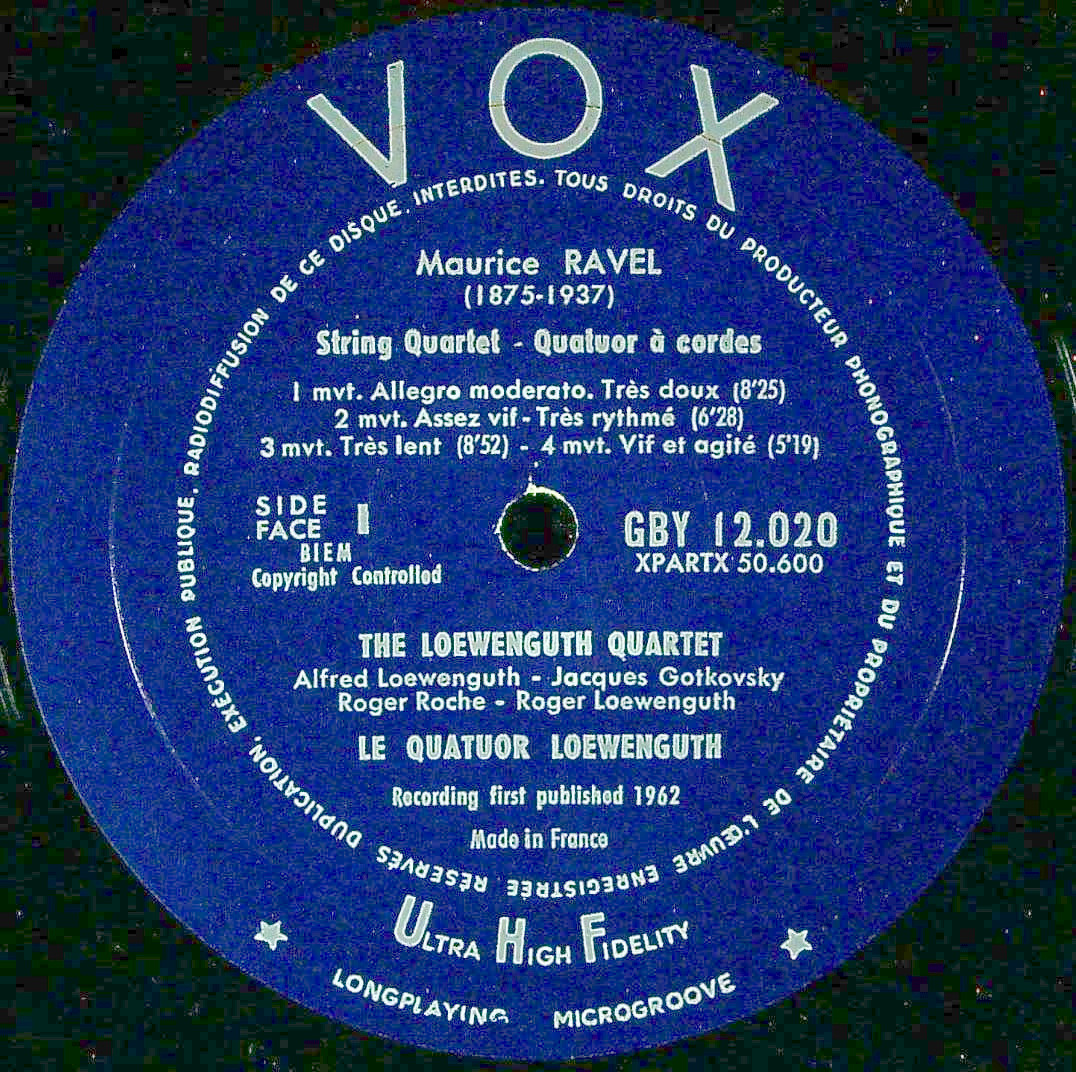 VOX
TOUS DROITS DU PRODUCTEUR PHONOGRAPHIQUE ET DU PROPRIÉTAIRE DE L'ŒUVRE ENREGISTRÉE RÉSERVÉS DUPLICATION, EXÉCUTION PUBLIQUE, RADIODIFFUSION DE CE DISQUE INTERDITES.
Maurice RAVEL
(1875-1937)
String Quartet - Quatuor à cordes
1 mvt. Allegro moderato. Très doux (8'25)
2 mvt. Assez vif - Très rythmé (6'28)
3 mvt. Très lent (8'52) - 4 mvt. Vif et agité (5'19)
SIDE
FACE 1
BIEM
Copyright Controlled
GBY 12.020
XPARTX 50.600
THE LOEWENGUTH QUARTET
Alfred Loewenguth - Jacques Gotkovsky
Roger Roche - Roger Loewenguth
LE QUATUOR LOEWENGUTH
Recording first published 1962
Made in France
ULTRA HIGH FIDELITY
LONGPLAYING MICROGROOVE